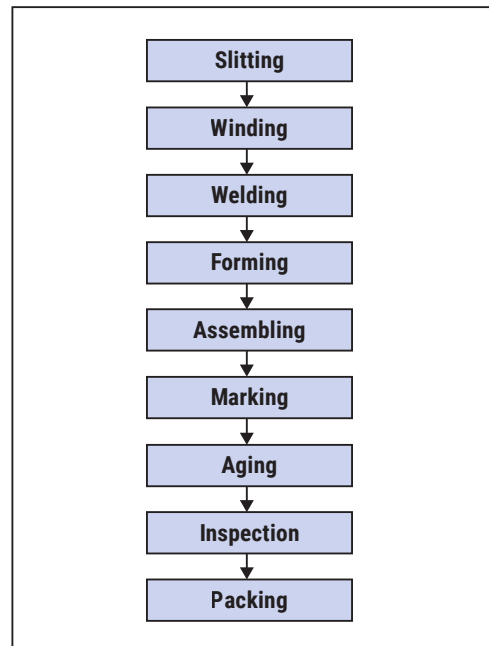 Slitting
Winding
Welding
Forming
Assembling
Marking
Aging
Inspection
Packing